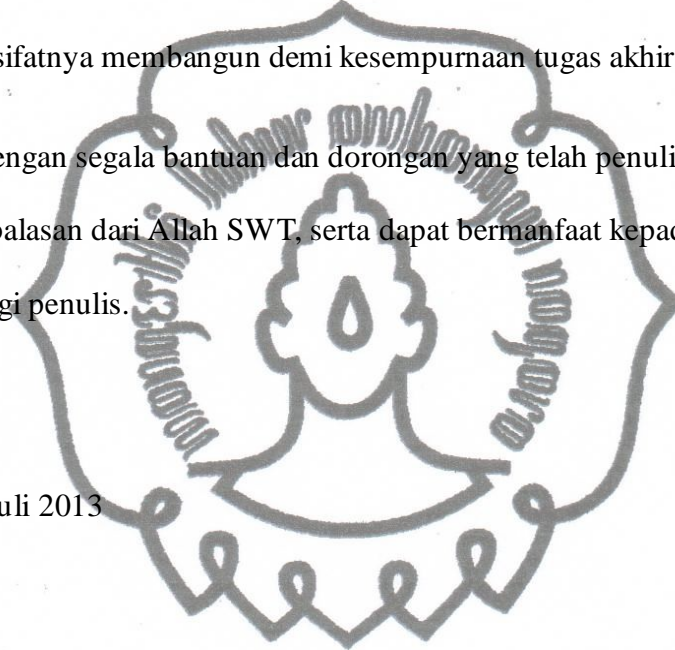 sifatnya membangun demi kesempurnaan tugas akhir
engan segala bantuan dan dorongan yang telah penuli
balasan dari Allah SWT, serta dapat bermanfaat kepad
gi penulis.
uli 2013